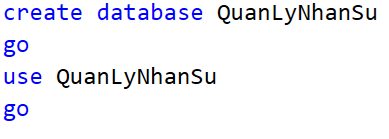 create database QuanLyNhanSu
go
use QuanLyNhanSu
go